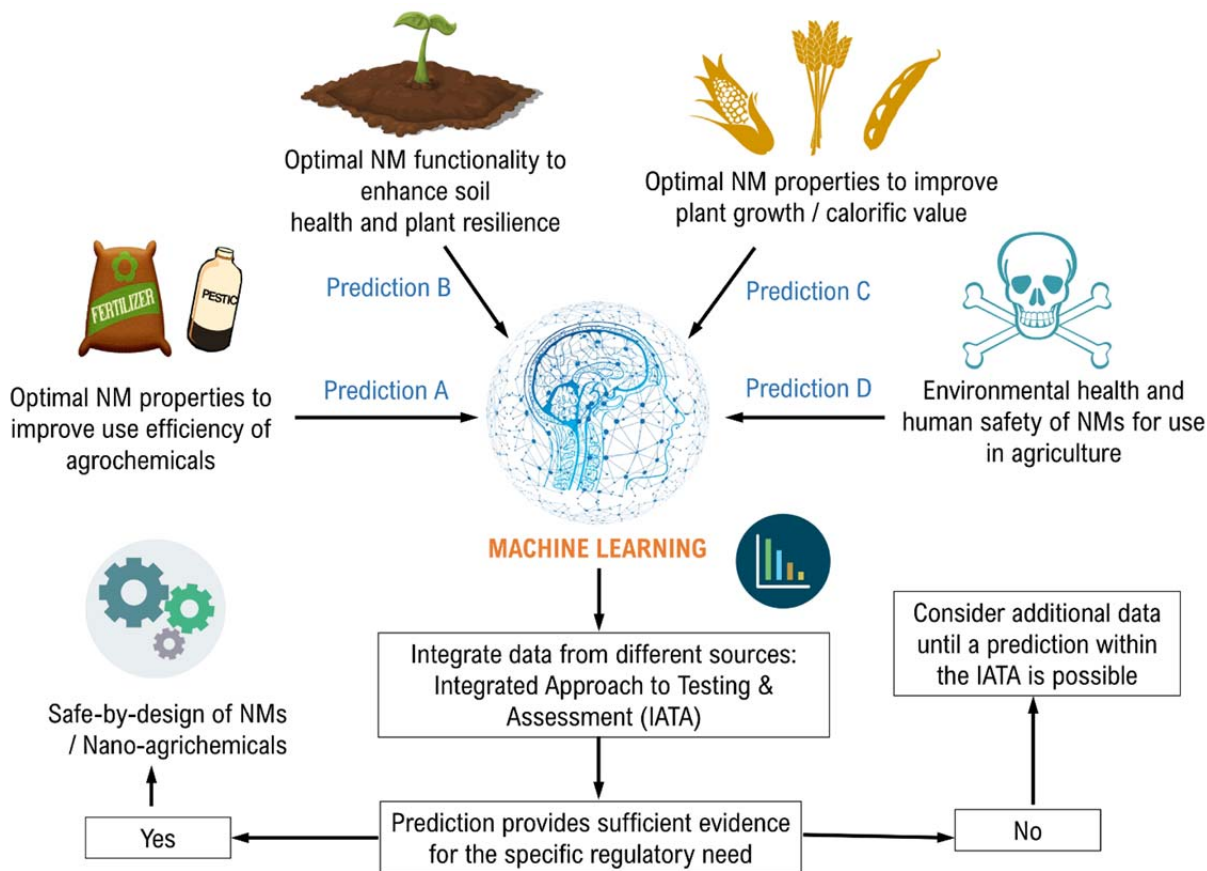 Optimal NM functionality to
enhance soil
health and plant resilience
Optimal NM properties to improve
plant growth / calorific value
FERTILIZER
PESTIC
Prediction B
Prediction C
Optimal NM properties to
improve use efficiency of
agrochemicals
Prediction A
Prediction D
Environmental health and
human safety of NMs for use
in agriculture
MACHINE LEARNING
Integrate data from different sources:
Integrated Approach to Testing &
Assessment (IATA)
Consider additional data
until a prediction within
the IATA is possible
Safe-by-design of NMs
/ Nano-agrichemicals
Yes
Prediction provides sufficient evidence
for the specific regulatory need
No